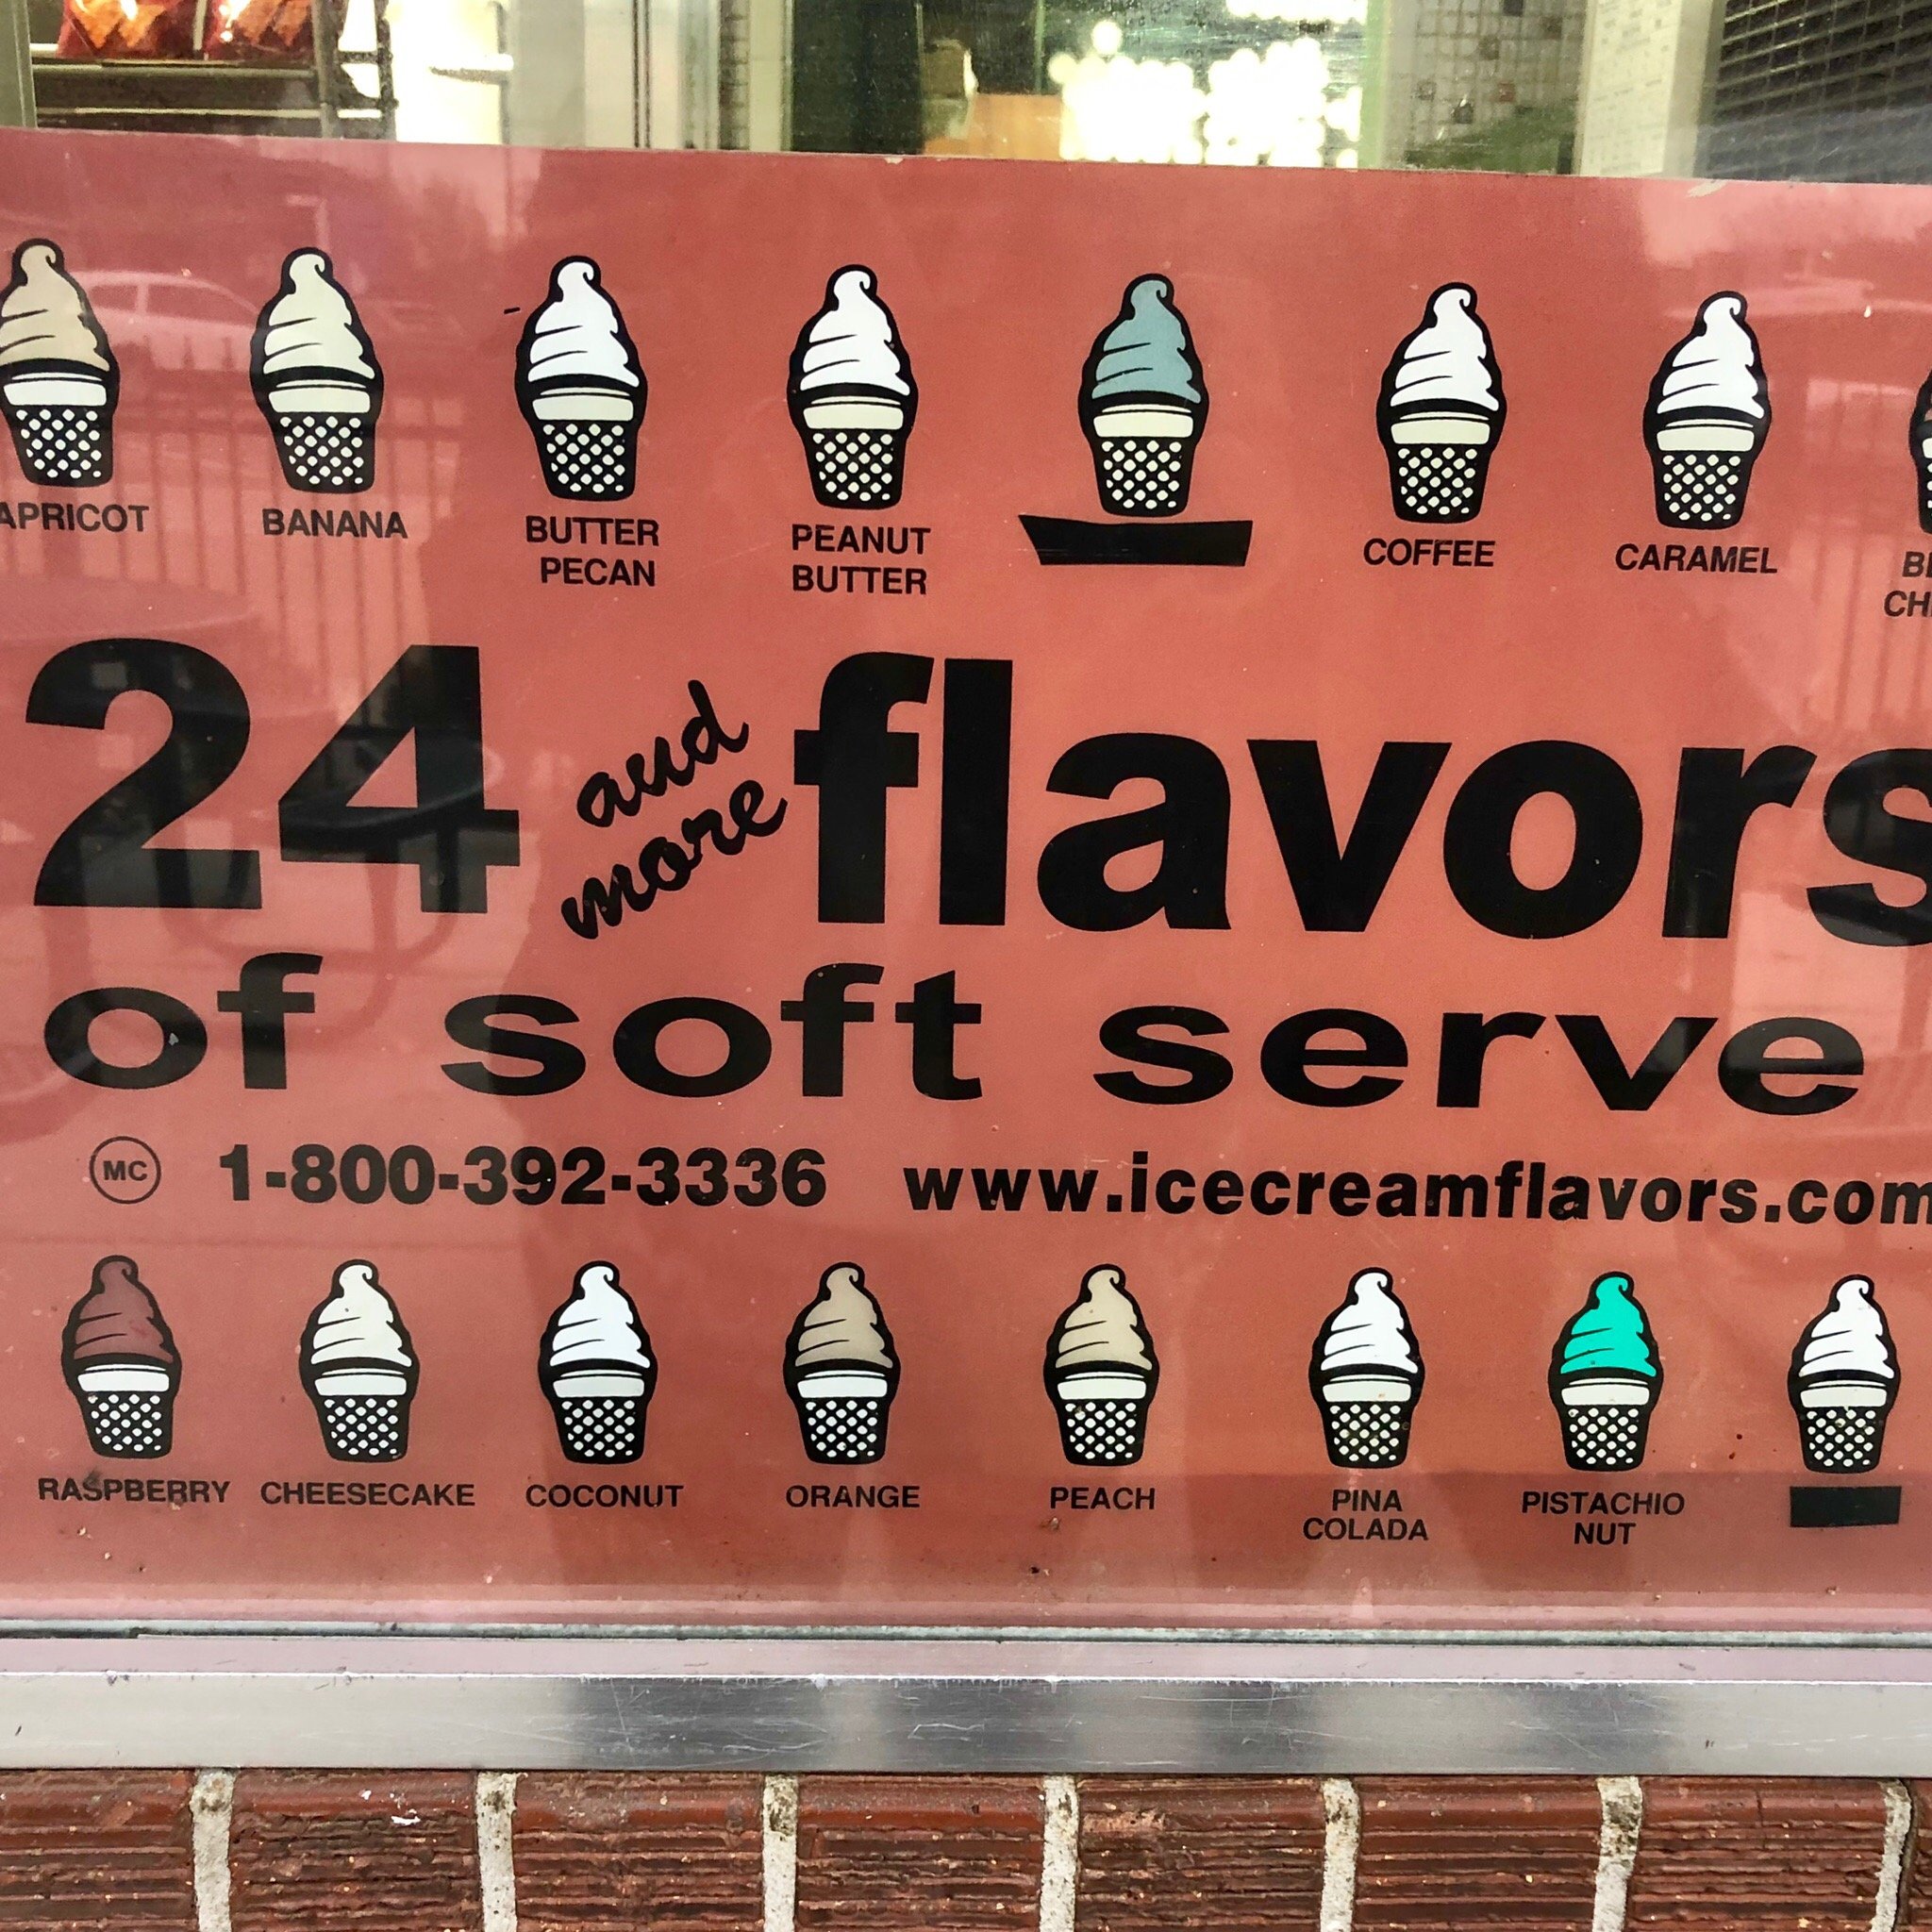 APRICOT
BANANA
BUTTER
PECAN
PEANUT
BUTTER
COFFEE
CARAMEL
24 and more flavors
of soft serve
MC 1-800-392-3336 www.icecreamflavors.com
RASPBERRY
CHEESECAKE
COCONUT
ORANGE
PEACH
PINA
COLADA
PISTACHIO
NUT